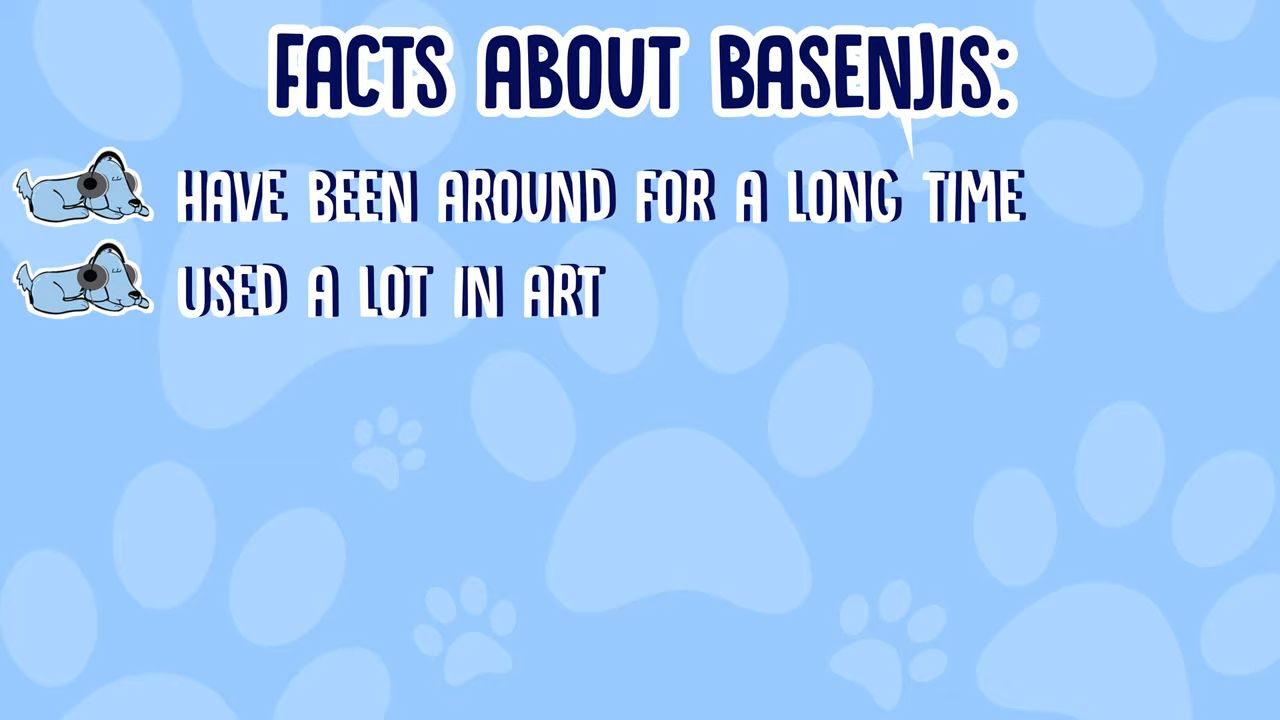 FACTS ABOUT BASENJIS:
HAVE BEEN AROUND FOR A LONG TIME
USED A LOT IN ART